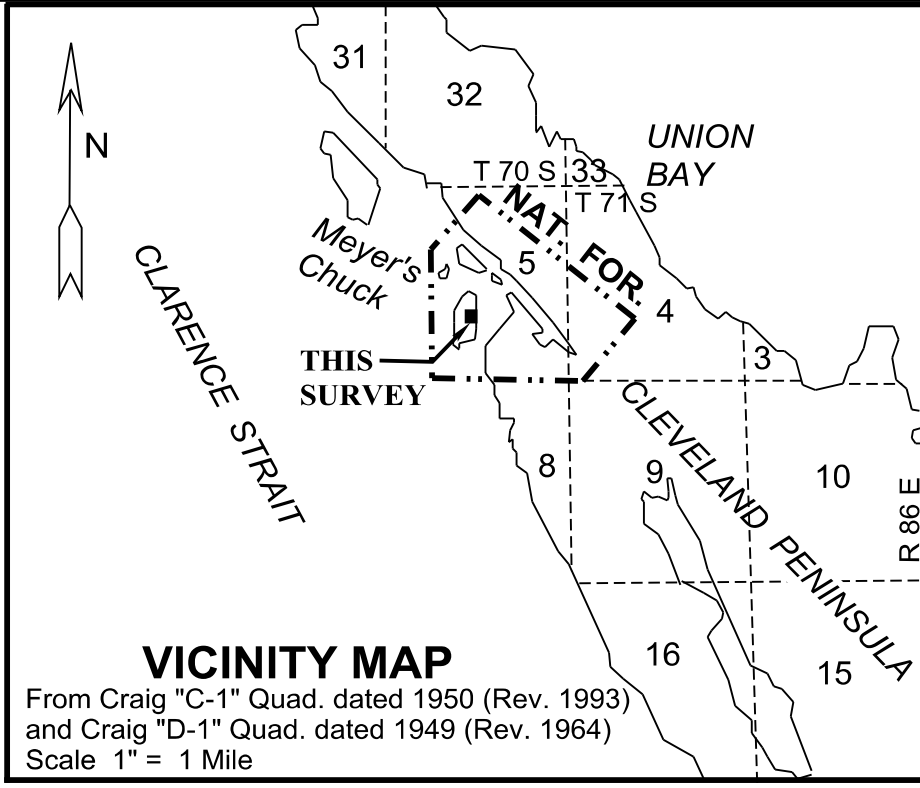 31
32
N
UNION
BAY
T 70 S
33
T 71 S
NAT. FOR.
Meyer's
Chuck
5
4
CLARENCE STRAIT
3
THIS
SURVEY
CLEVELAND PENINSULA
8
9
10
R 86 E
16
15
VICINITY MAP
From Craig "C-1" Quad. dated 1950 (Rev. 1993)
and Craig "D-1" Quad. dated 1949 (Rev. 1964)
Scale 1" = 1 Mile